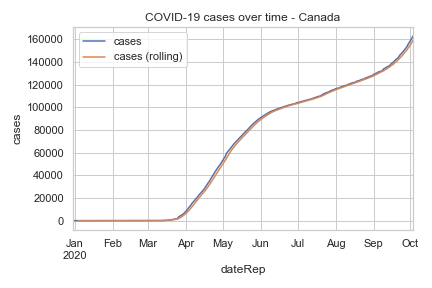 COVID-19 cases over time - Canada
cases
cases (rolling)
160000
140000
120000
100000
80000
60000
40000
20000
0
cases
Jan Feb Mar Apr May Jun Jul Aug Sep Oct
2020
dateRep